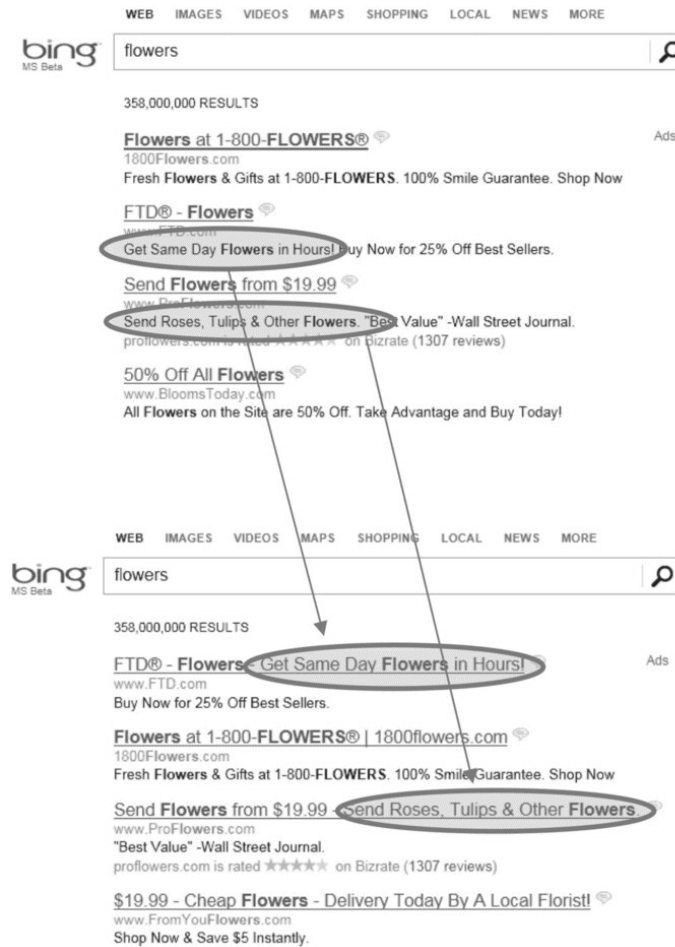 WEB IMAGES VIDEOS MAPS SHOPPING LOCAL NEWS MORE
bing
MS Beta
flowers
358,000,000 RESULTS
Flowers at 1-800-FLOWERS®
Ads
1800Flowers.com
Fresh Flowers & Gifts at 1-800-FLOWERS. 100% Smile Guarantee. Shop Now
FTD® - Flowers
www.FTD.com
Get Same Day Flowers in Hours! Buy Now for 25% Off Best Sellers.
Send Flowers from $19.99
www.ProFlowers.com
Send Roses, Tulips & Other Flowers. "Best Value" -Wall Street Journal.
proflowers.com is rated ★★★★★ on Bizrate (1307 reviews)
50% Off All Flowers
www.BloomsToday.com
All Flowers on the Site are 50% Off. Take Advantage and Buy Today!
WEB IMAGES VIDEOS MAPS SHOPPING LOCAL NEWS MORE
bing
MS Beta
flowers
358,000,000 RESULTS
FTD® - Flowers - Get Same Day Flowers in Hours!
Ads
www.FTD.com
Buy Now for 25% Off Best Sellers.
Flowers at 1-800-FLOWERS® | 1800flowers.com
1800Flowers.com
Fresh Flowers & Gifts at 1-800-FLOWERS. 100% Smile Guarantee. Shop Now
Send Flowers from $19.99 - Send Roses, Tulips & Other Flowers.
www.ProFlowers.com
"Best Value" -Wall Street Journal.
proflowers.com is rated ★★★★★ on Bizrate (1307 reviews)
$19.99 - Cheap Flowers - Delivery Today By A Local Florist!
www.FromYouFlowers.com
Shop Now & Save $5 Instantly.